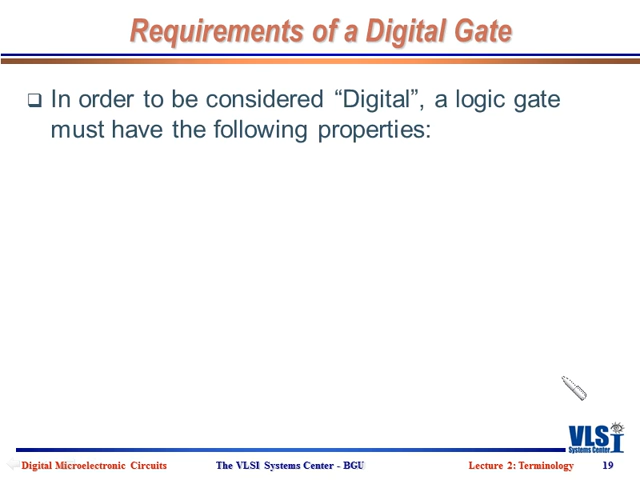 Requirements of a Digital Gate
In order to be considered “Digital”, a logic gate
must have the following properties:
VLSI
Systems Center
Digital Microelectronic Circuits
The VLSI Systems Center - BGU
Lecture 2: Terminology
19